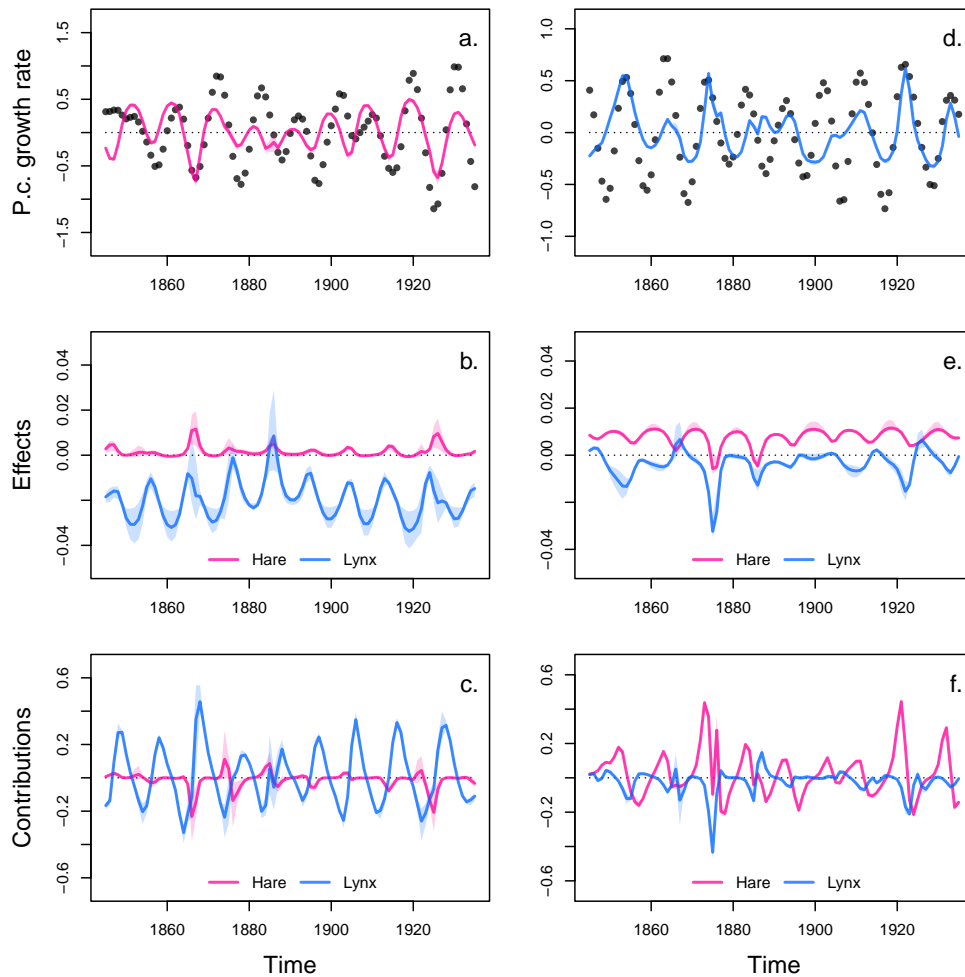 a.
P.c. growth rate
1.5
0.5
−0.5
−1.5
1860 1880 1900 1920
d.
1.0
0.5
0.0
−0.5
−1.0
1860 1880 1900 1920
b.
Effects
0.04
0.02
0.00
−0.04
Hare Lynx
1860 1880 1900 1920
e.
0.04
0.02
0.00
−0.04
Hare Lynx
1860 1880 1900 1920
c.
Contributions
0.6
0.2
−0.2
−0.6
Hare Lynx
1860 1880 1900 1920
Time
f.
0.6
0.2
−0.2
−0.6
Hare Lynx
1860 1880 1900 1920
Time